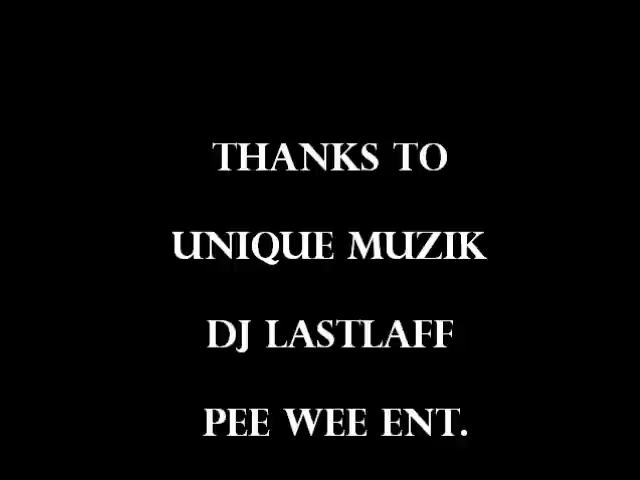 THANKS TO
UNIQUE MUZIK
DJ LASTLAFF
PEE WEE ENT.